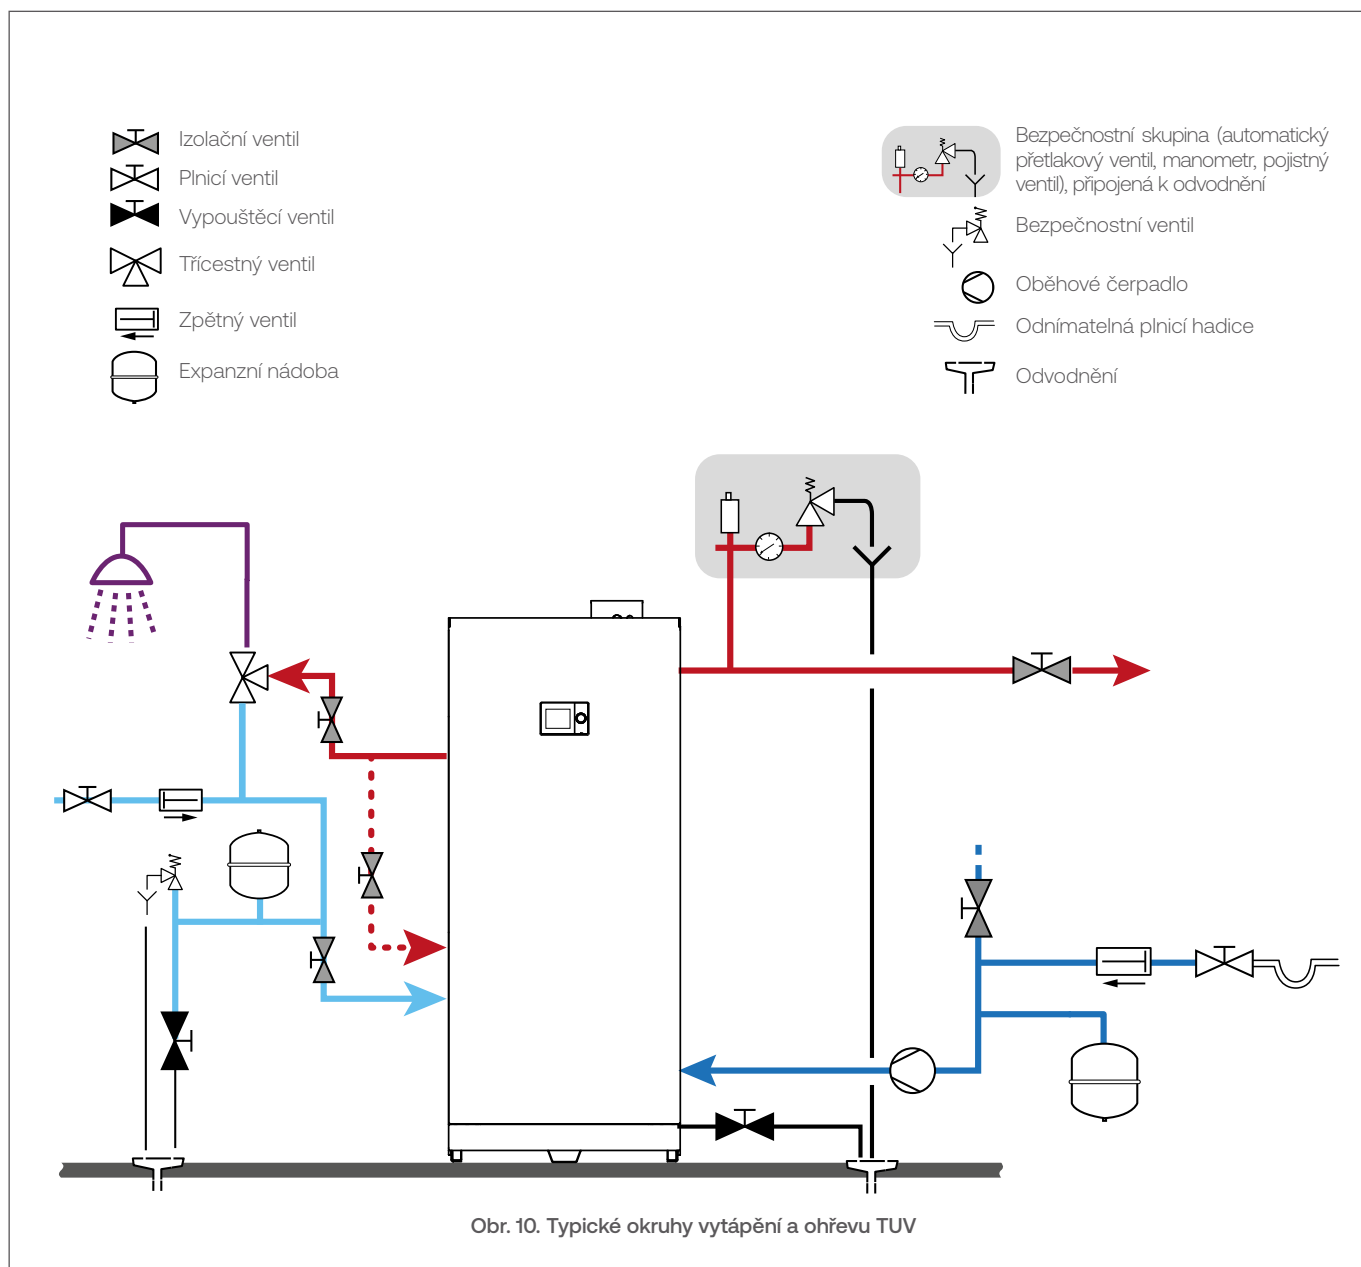 Izolační ventil
Plnicí ventil
Vypouštěcí ventil
Třícestný ventil
Zpětný ventil
Expanzní nádoba
Bezpečnostní skupina (automatický
přetlakový ventil, manometr, pojistný
ventil), připojená k odvodnění
Bezpečnostní ventil
Oběhové čerpadlo
Odnímatelná plnicí hadice
Odvodnění
Obr. 10. Typické okruhy vytápění a ohřevu TUV